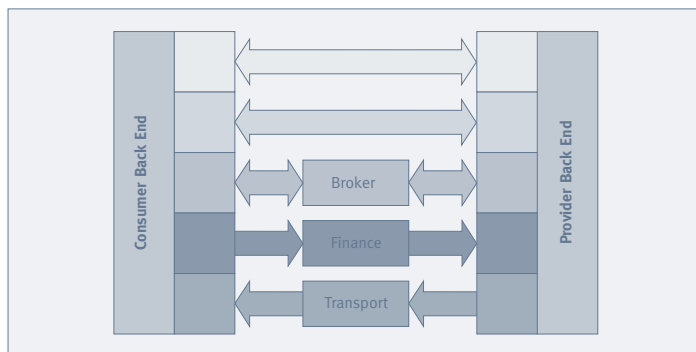 Consumer Back End
Broker
Finance
Transport
Provider Back End